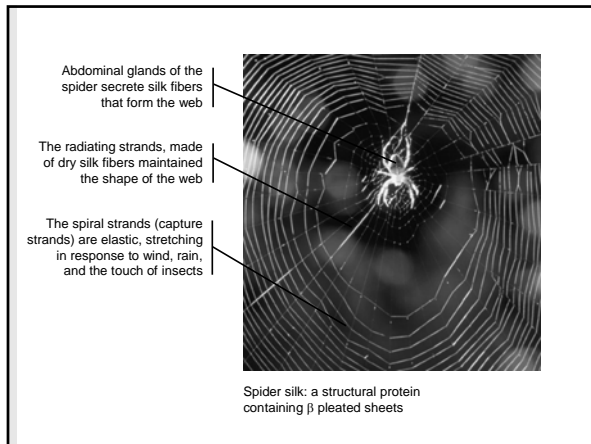 Abdominal glands of the
spider secrete silk fibers
that form the web
The radiating strands, made
of dry silk fibers maintained
the shape of the web
The spiral strands (capture
strands) are elastic, stretching
in response to wind, rain,
and the touch of insects
Spider silk: a structural protein
containing β pleated sheets